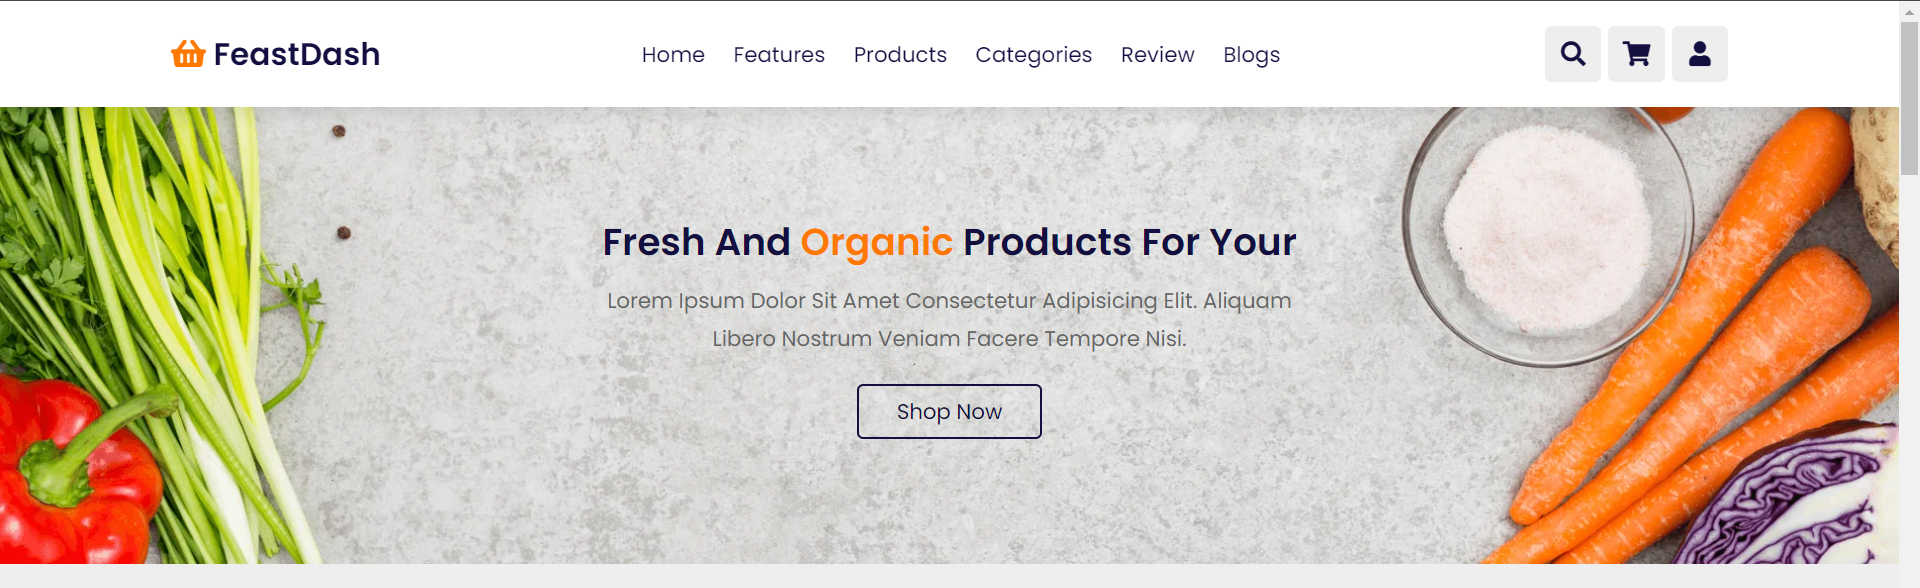 FeastDash
Home Features Products Categories Review Blogs
Fresh And Organic Products For Your
Lorem Ipsum Dolor Sit Amet Consectetur Adipisicing Elit. Aliquam
Libero Nostrum Veniam Facere Tempore Nisi.
Shop Now